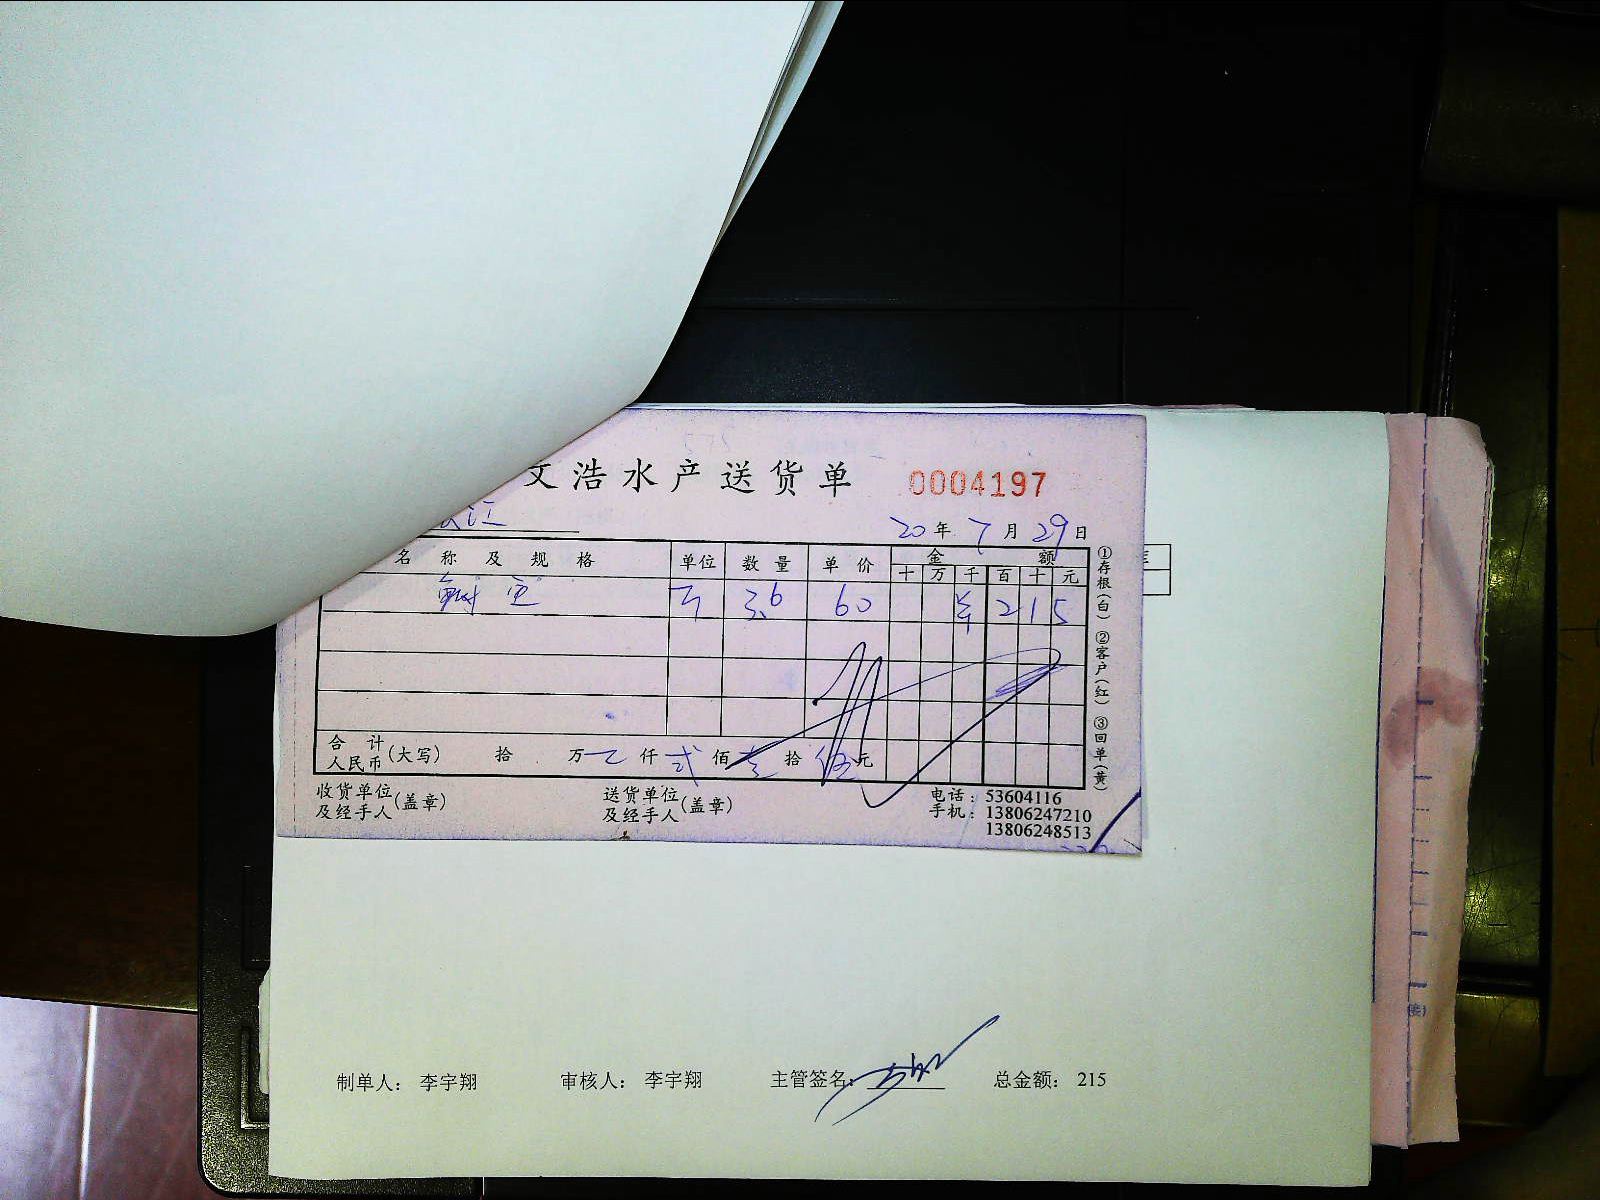 文浩水产送货单 0004197
江
20年7月29日
名称及规格 单位 数量 单价 金额
十 万 千 百 十 元
3.6 60 215
合计
人民币(大写) 拾 万 仟 贰 佰 壹 拾 伍 元
收货单位
及经手人(盖章)
送货单位
及经手人(盖章)
电话：53604116
手机：13806247210
13806248513
①存根(白) ②客户(红) ③回单(黄)
制单人： 李宇翔 审核人： 李宇翔 主管签名： 总金额： 215